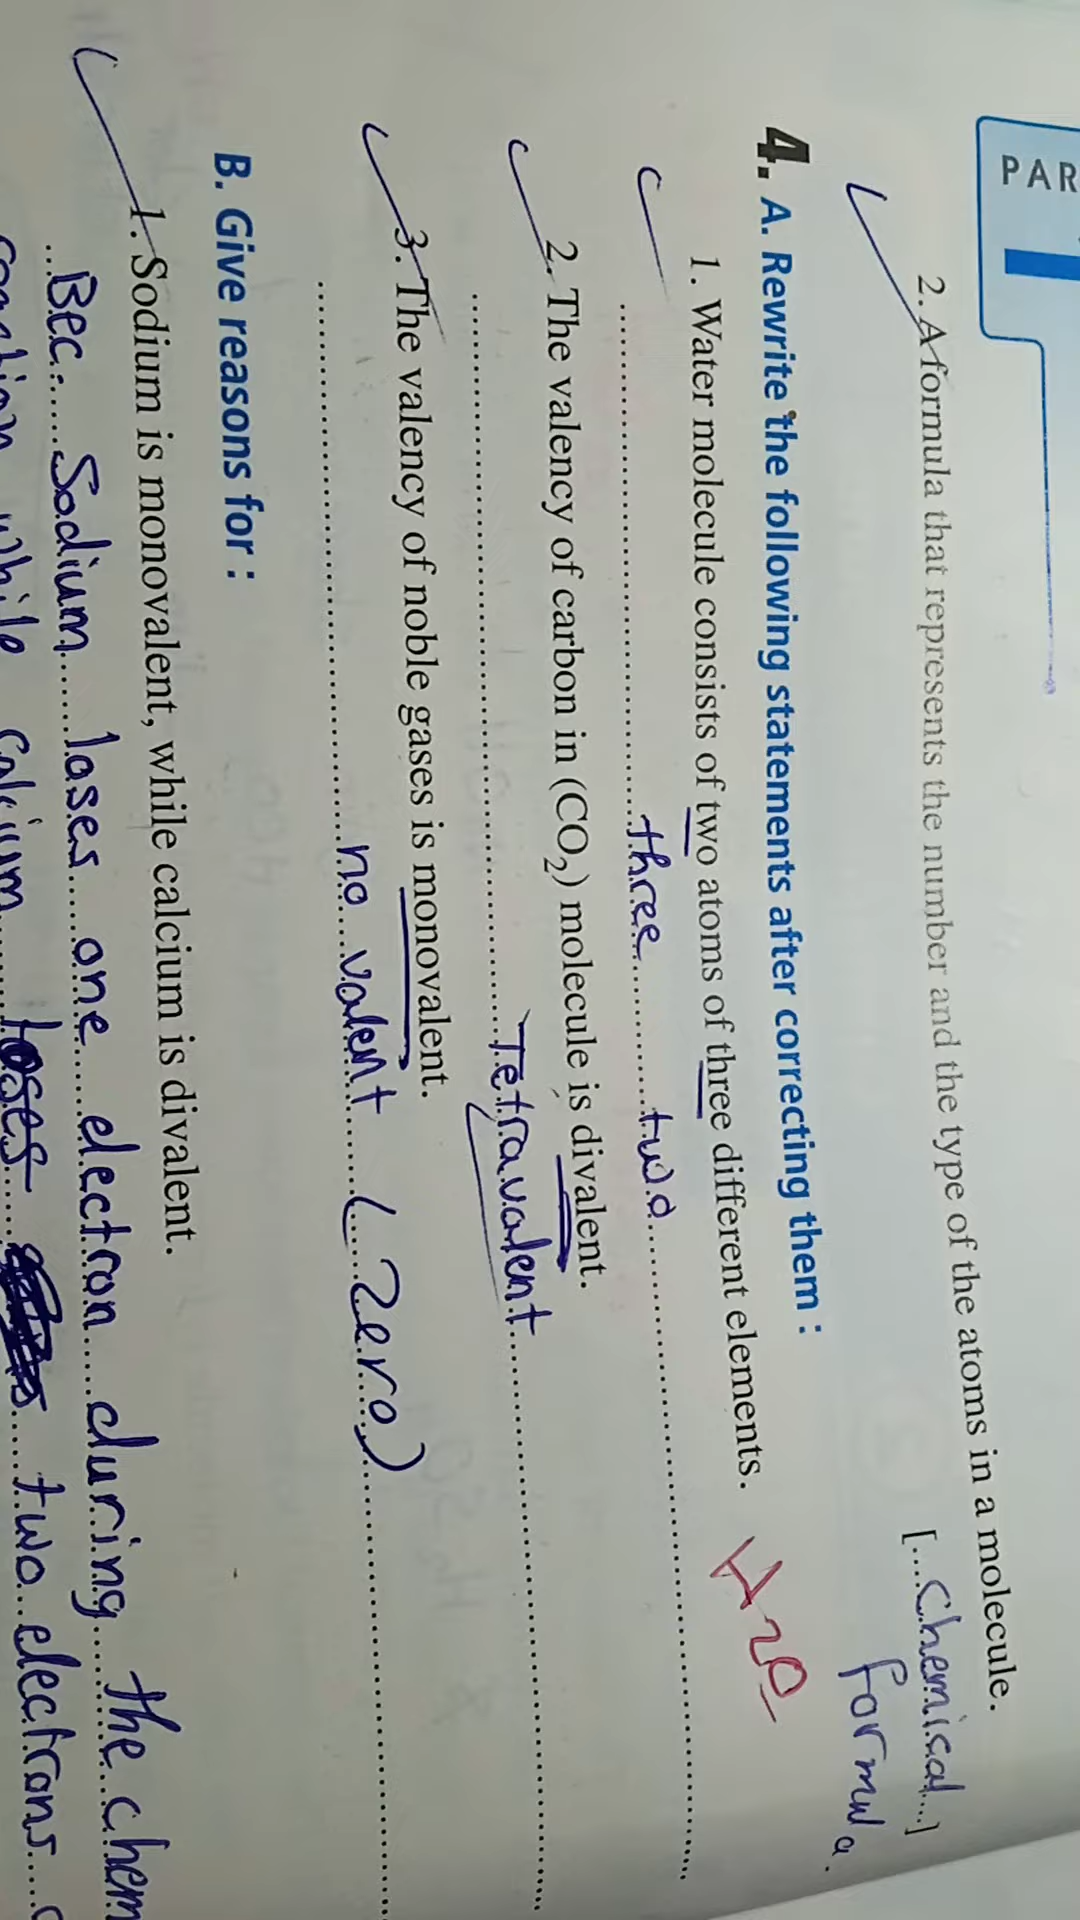 PAR
2. A formula that represents the number and the type of the atoms in a molecule.
[...Chemical...]
formula.
4. A. Rewrite the following statements after correcting them :
1. Water molecule consists of two atoms of three different elements. H2O
three two
2. The valency of carbon in (CO2) molecule is divalent.
Tetravalent
3. The valency of noble gases is monovalent.
no valent (Zero)
B. Give reasons for :
1. Sodium is monovalent, while calcium is divalent.
Bec. Sodium loses one electron during the chem
while calcium loses two electrons